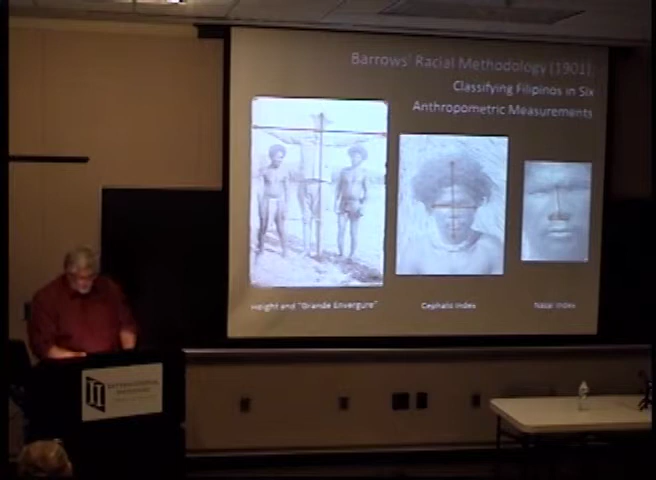 Barrows' Racial Methodology (1901):
Classifying Filipinos in Six
Anthropometric Measurements
Height and "Grande Envergure"
Cephalic Index
Nasal Index
INTERNATIONAL
INSTITUTE